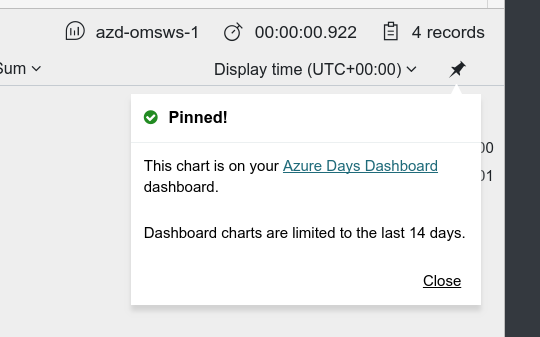 azd-omsws-1 00:00:00.922 4 records
Sum Display time (UTC+00:00)
Pinned!
00
01
This chart is on your Azure Days Dashboard
dashboard.
Dashboard charts are limited to the last 14 days.
Close